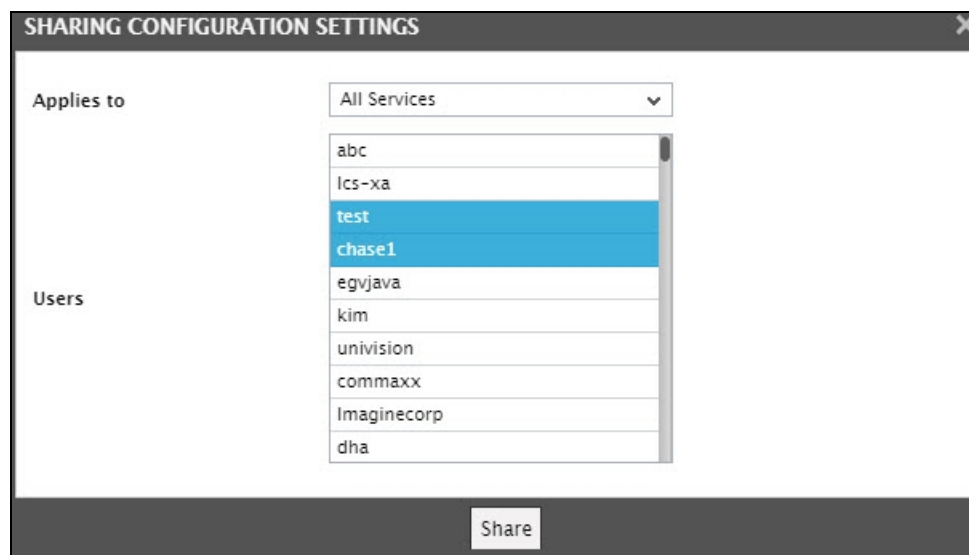 SHARING CONFIGURATION SETTINGS
Applies to
All Services
Users
abc
lcs-xa
test
chase1
egvjava
kim
univision
commaxx
Imaginecorp
dha
Share